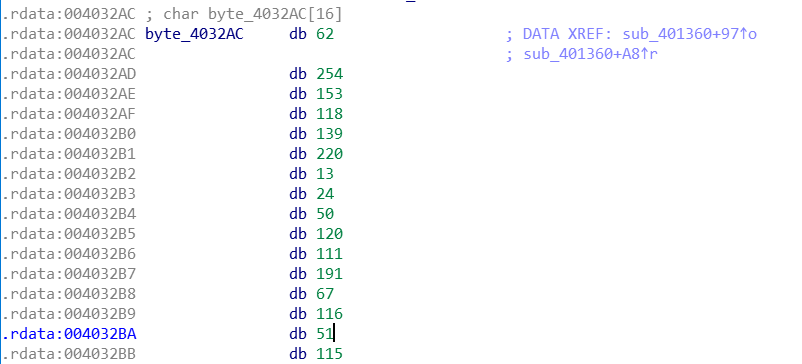 .rdata:004032AC ; char byte_4032AC[16]
.rdata:004032AC byte_4032AC db 62 ; DATA XREF: sub_401360+97↑o
.rdata:004032AC ; sub_401360+A8↑r
.rdata:004032AD db 254
.rdata:004032AE db 153
.rdata:004032AF db 118
.rdata:004032B0 db 139
.rdata:004032B1 db 220
.rdata:004032B2 db 13
.rdata:004032B3 db 24
.rdata:004032B4 db 50
.rdata:004032B5 db 120
.rdata:004032B6 db 111
.rdata:004032B7 db 191
.rdata:004032B8 db 67
.rdata:004032B9 db 116
.rdata:004032BA db 51
.rdata:004032BB db 115